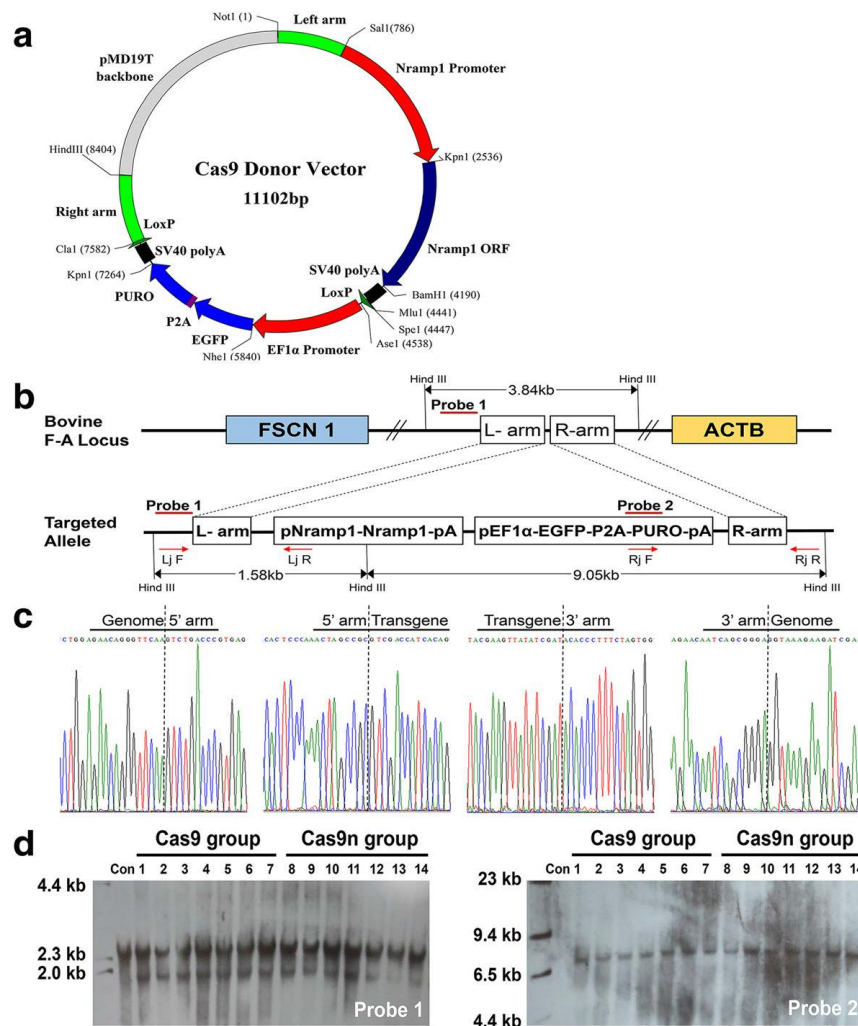 a
Not1 (1)
Left arm
Sal1(786)
pMD19T
backbone
Nramp1 Promoter
HindIII (8404)
Kpn1 (2536)
Cas9 Donor Vector
11102bp
Right arm
LoxP
Nramp1 ORF
Cla1 (7582)
SV40 polyA
SV40 polyA
Kpn1 (7264)
LoxP
BamH1 (4190)
PURO
Mlu1 (4441)
P2A
Spe1 (4447)
EGFP
EF1α Promoter
Ase1 (4538)
Nhe1 (5840)
b
Hind III
3.84kb
Hind III
Bovine
F-A Locus
FSCN 1
Probe 1
L- arm
R-arm
ACTB
Targeted
Allele
Probe 1
Probe 2
L- arm
pNramp1-Nramp1-pA
pEF1α-EGFP-P2A-PURO-pA
R-arm
Lj F
Lj R
Rj F
Rj R
Hind III
1.58kb
Hind III
9.05kb
Hind III
c
Genome 5' arm
5' arm Transgene
Transgene 3' arm
3' arm Genome
CTGGAGAACAGGGTTCAAGTCTGACCCGTGAG
CACTCCCAAACTAGCCGCGTCGACCATCACAG
TACGAAGTTATATCGATACACCCTTTCTAGTGG
AGAACAATCAGCGGGAGGTAAAGAAGATCGA
d
Cas9 group
Cas9n group
Con 1 2 3 4 5 6 7 8 9 10 11 12 13 14
4.4 kb
2.3 kb
2.0 kb
Probe 1
Cas9 group
Cas9n group
Con 1 2 3 4 5 6 7 8 9 10 11 12 13 14
23 kb
9.4 kb
6.5 kb
4.4 kb
Probe 2